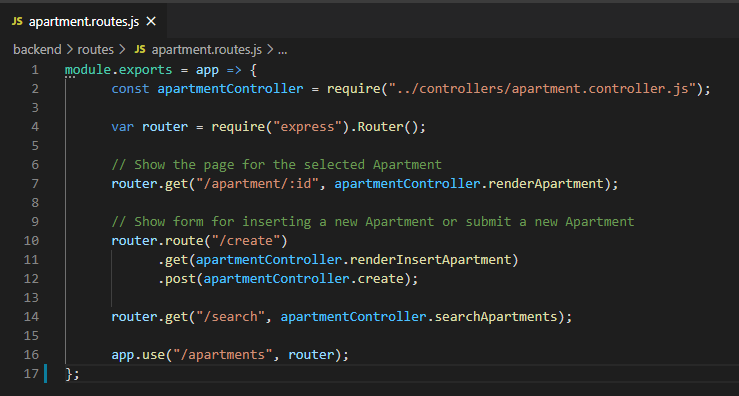 JS apartment.routes.js ×
backend > routes > JS apartment.routes.js > ...
1 module.exports = app => {
2 const apartmentController = require("../controllers/apartment.controller.js");
3
4 var router = require("express").Router();
5
6 // Show the page for the selected Apartment
7 router.get("/apartment/:id", apartmentController.renderApartment);
8
9 // Show form for inserting a new Apartment or submit a new Apartment
10 router.route("/create")
11 .get(apartmentController.renderInsertApartment)
12 .post(apartmentController.create);
13
14 router.get("/search", apartmentController.searchApartments);
15
16 app.use("/apartments", router);
17 };